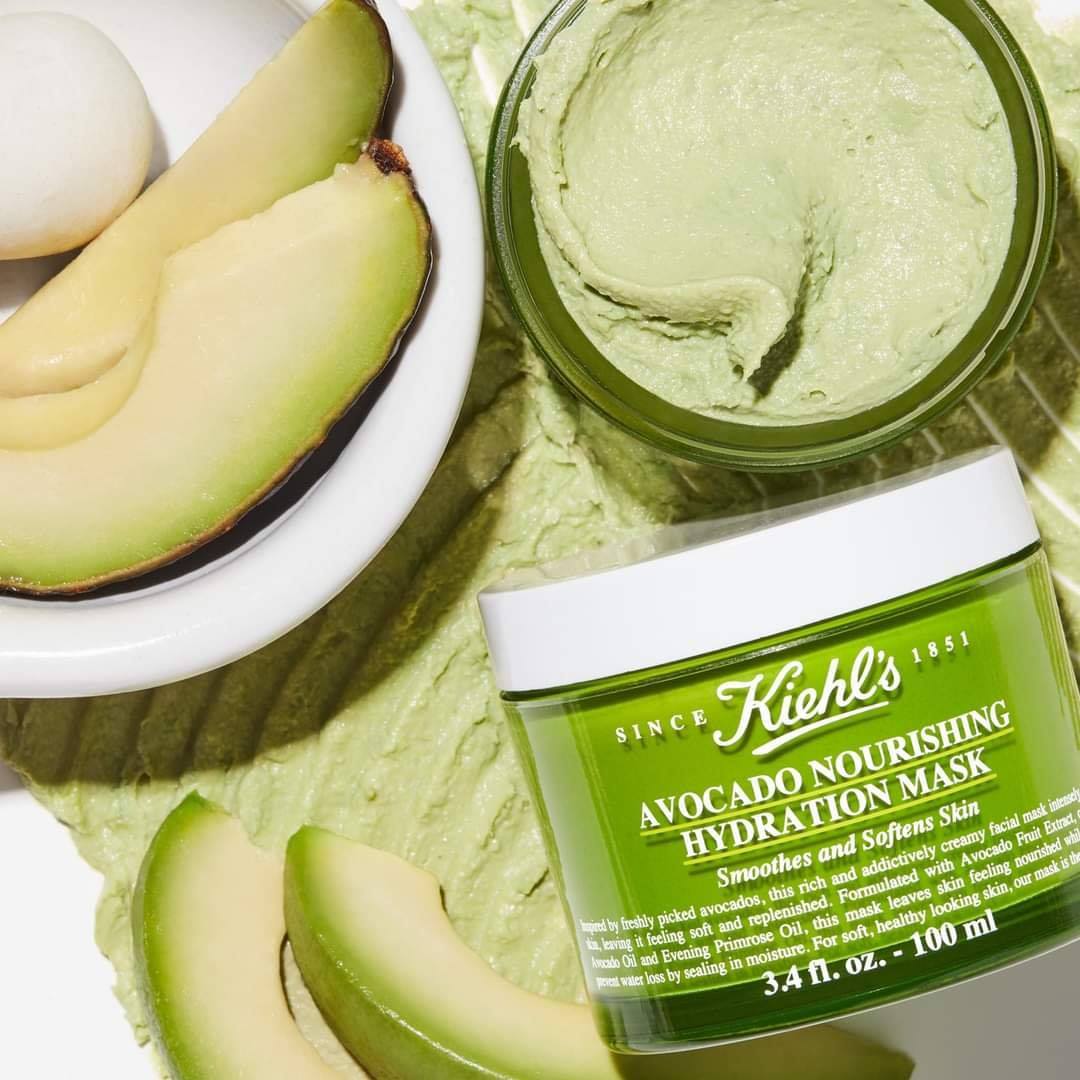 SINCE Kiehl's 1851
AVOCADO NOURISHING
HYDRATION MASK
Smoothes and Softens Skin
Inspired by freshly picked avocados, this rich and addictively creamy facial mask intensely
skin, leaving it feeling soft and replenished. Formulated with Avocado Fruit Extract,
Avocado Oil and Evening Primrose Oil, this mask leaves skin feeling nourished while
prevent water loss by sealing in moisture. For soft, healthy looking skin, our mask is the
3.4 fl. oz. - 100 ml